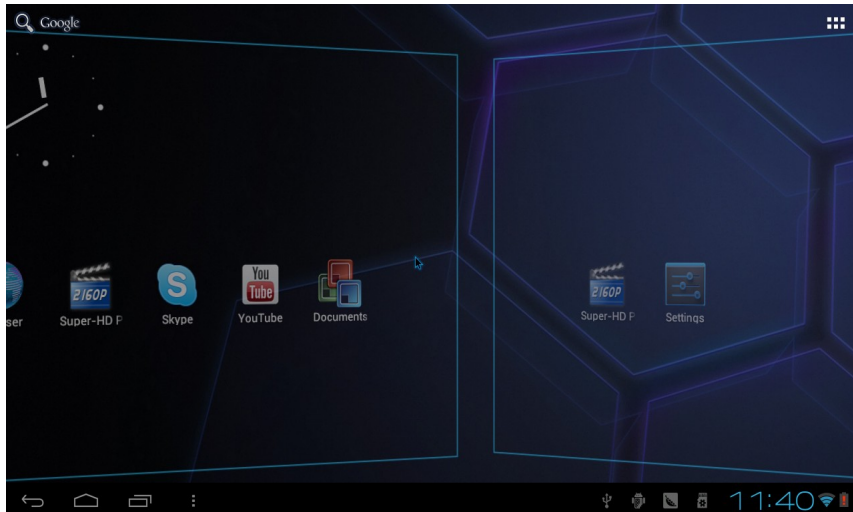 Google
2160P
ser
Super-HD P
Skype
You
Tube
YouTube
Documents
2160P
Super-HD P
Settings
11:40